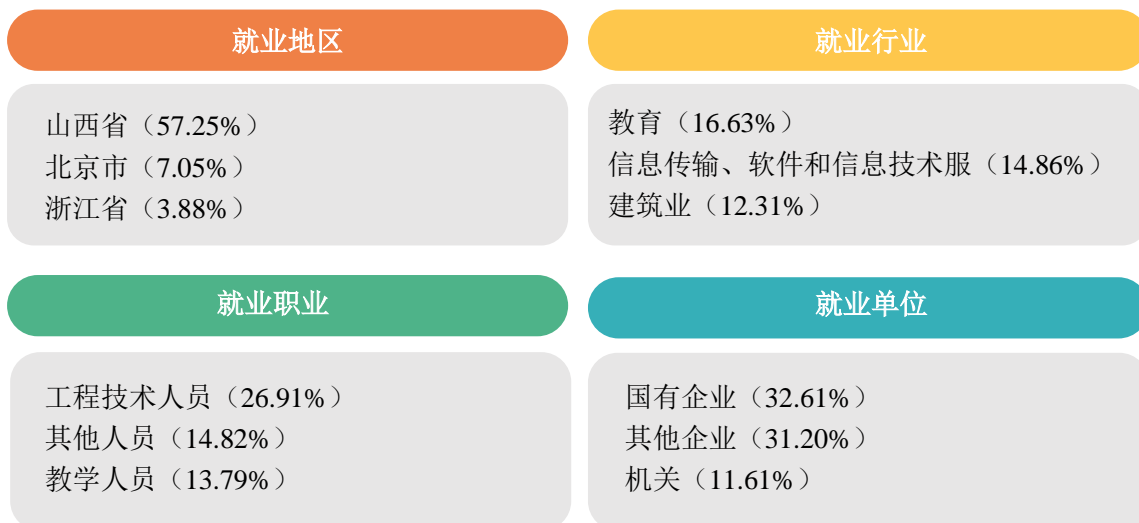 就业地区
山西省（57.25%）
北京市（7.05%）
浙江省（3.88%）
就业行业
教育（16.63%）
信息传输、软件和信息技术服（14.86%）
建筑业（12.31%）
就业职业
工程技术人员（26.91%）
其他人员（14.82%）
教学人员（13.79%）
就业单位
国有企业（32.61%）
其他企业（31.20%）
机关（11.61%）